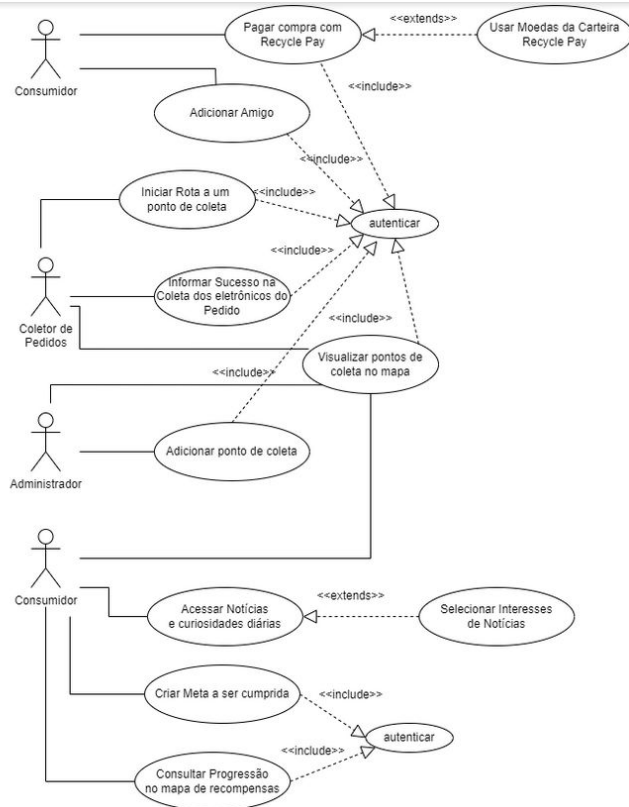 Pagar compra com
Recycle Pay
<<extends>>
Usar Moedas da Carteira
Recycle Pay
Consumidor
<<include>>
Adicionar Amigo
<<include>>
Iniciar Rota a um
ponto de coleta
<<include>>
autenticar
<<include>>
Informar Sucesso na
Coleta dos eletrônicos do
Pedido
Coletor de
Pedidos
<<include>>
Visualizar pontos de
coleta no mapa
<<include>>
Adicionar ponto de coleta
Administrador
Consumidor
<<extends>>
Acessar Notícias
e curiosidades diárias
Selecionar Interesses
de Notícias
Criar Meta a ser cumprida
<<include>>
autenticar
<<include>>
Consultar Progressão
no mapa de recompensas